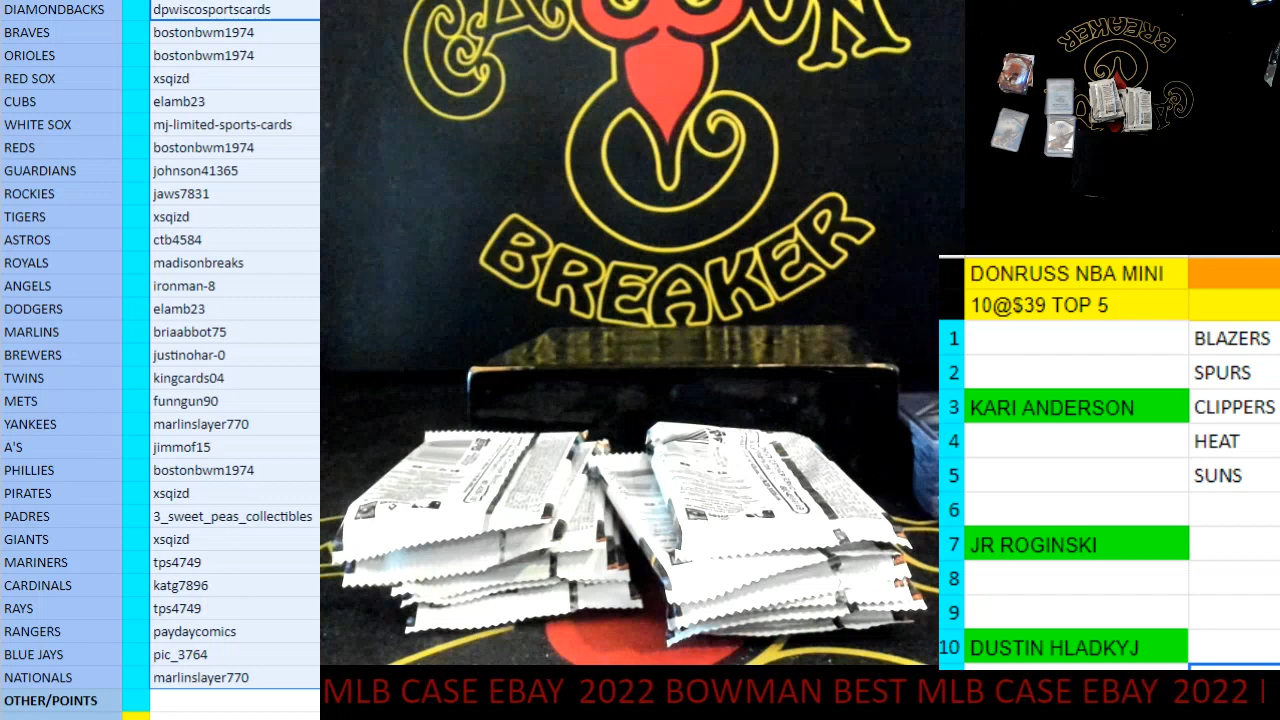 DIAMONDBACKS dpwiscosportscards
BRAVES bostonbwm1974
ORIOLES bostonbwm1974
RED SOX xsqizd
CUBS elamb23
WHITE SOX mj-limited-sports-cards
REDS bostonbwm1974
GUARDIANS johnson41365
ROCKIES jaws7831
TIGERS xsqizd
ASTROS ctb4584
ROYALS madisonbreaks
ANGELS ironman-8
DODGERS elamb23
MARLINS briaabbot75
BREWERS justinohar-0
TWINS kingcards04
METS funngun90
YANKEES marlinslayer770
A'S jimmof15
PHILLIES bostonbwm1974
PIRATES xsqizd
PADRES 3_sweet_peas_collectibles
GIANTS xsqizd
MARINERS tps4749
CARDINALS katg7896
RAYS tps4749
RANGERS paydaycomics
BLUE JAYS pic_3764
NATIONALS marlinslayer770
OTHER/POINTS
BREAKER
BREAKER
DONRUSS NBA MINI
10@$39 TOP 5
1 BLAZERS
2 SPURS
3 KARI ANDERSON CLIPPERS
4 HEAT
5 SUNS
6
7 JR ROGINSKI
8
9
10 DUSTIN HLADKYJ
MLB CASE EBAY 2022 BOWMAN BEST MLB CASE EBAY 2022